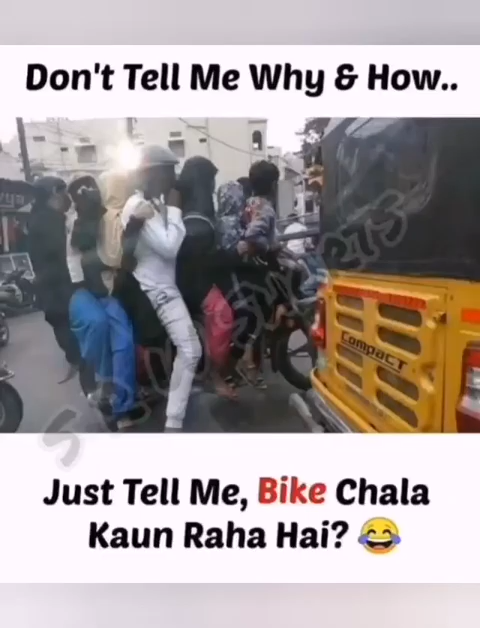 Don't Tell Me Why & How..
compact
Just Tell Me, Bike Chala
Kaun Raha Hai? 😂